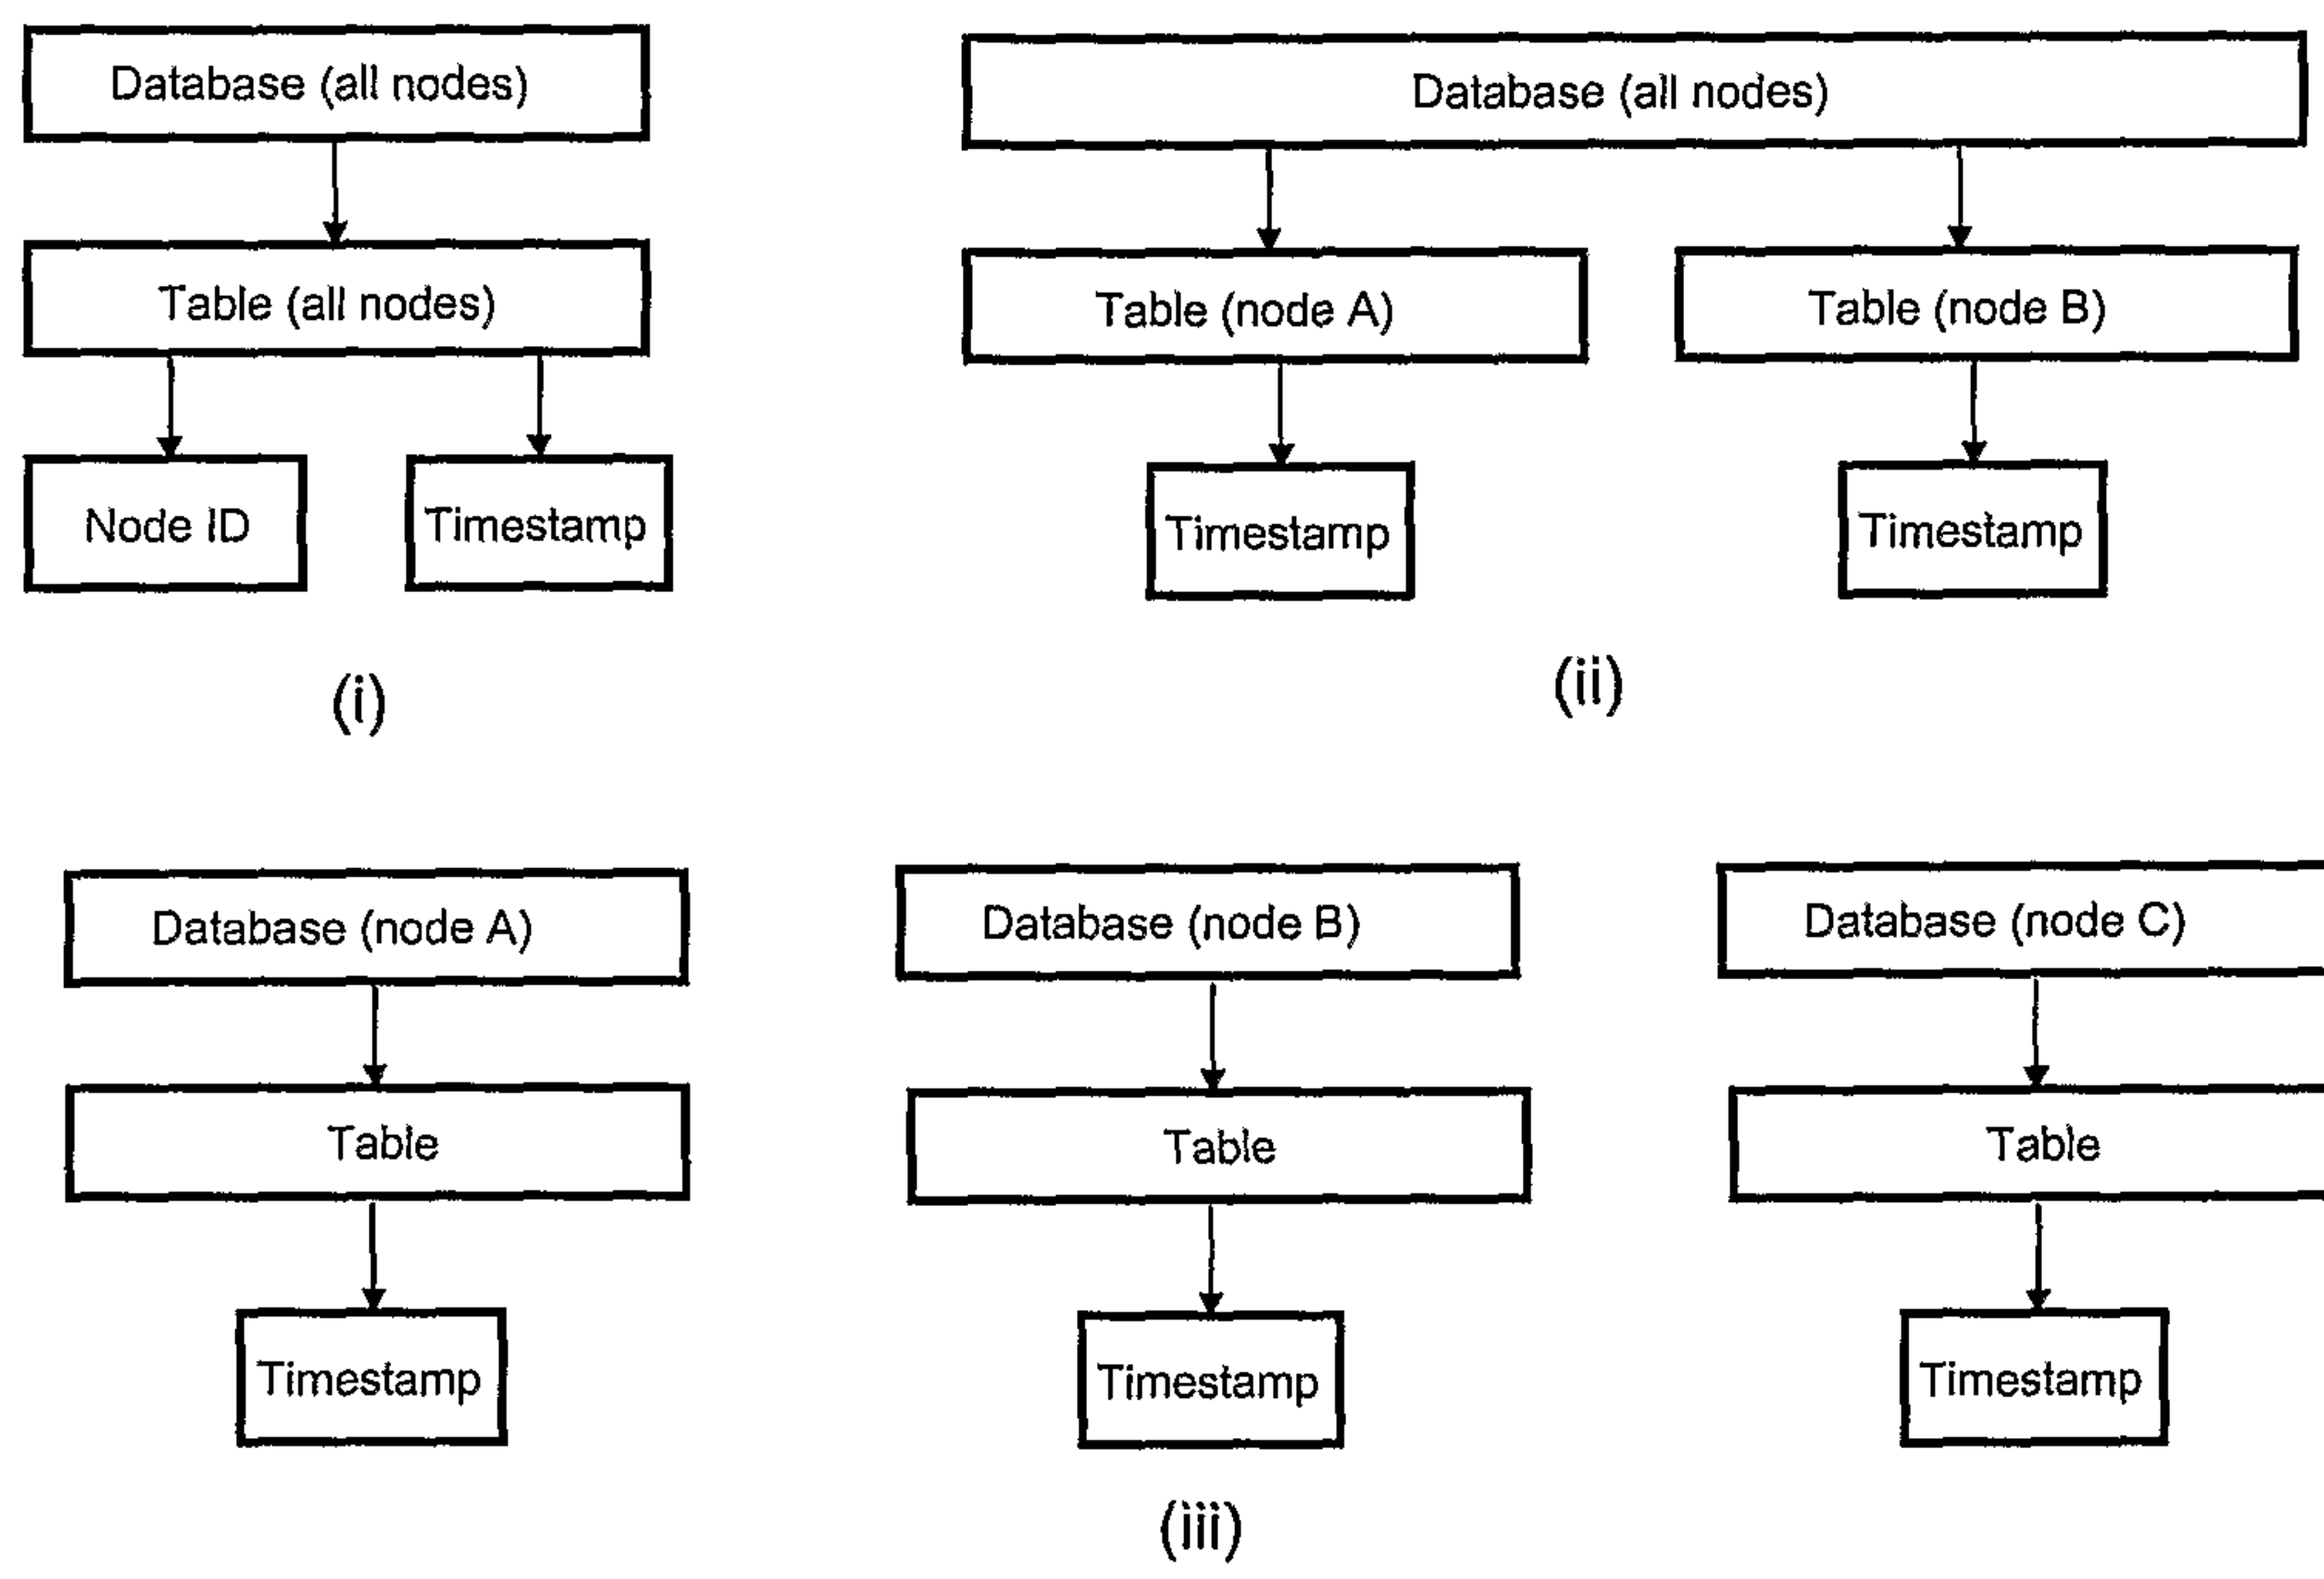 Database (all nodes)
Table (all nodes)
Node ID
Timestamp
(i)
Database (all nodes)
Table (node A)
Table (node B)
Timestamp
Timestamp
(ii)
Database (node A)
Database (node B)
Database (node C)
Table
Table
Table
Timestamp
Timestamp
Timestamp
(iii)